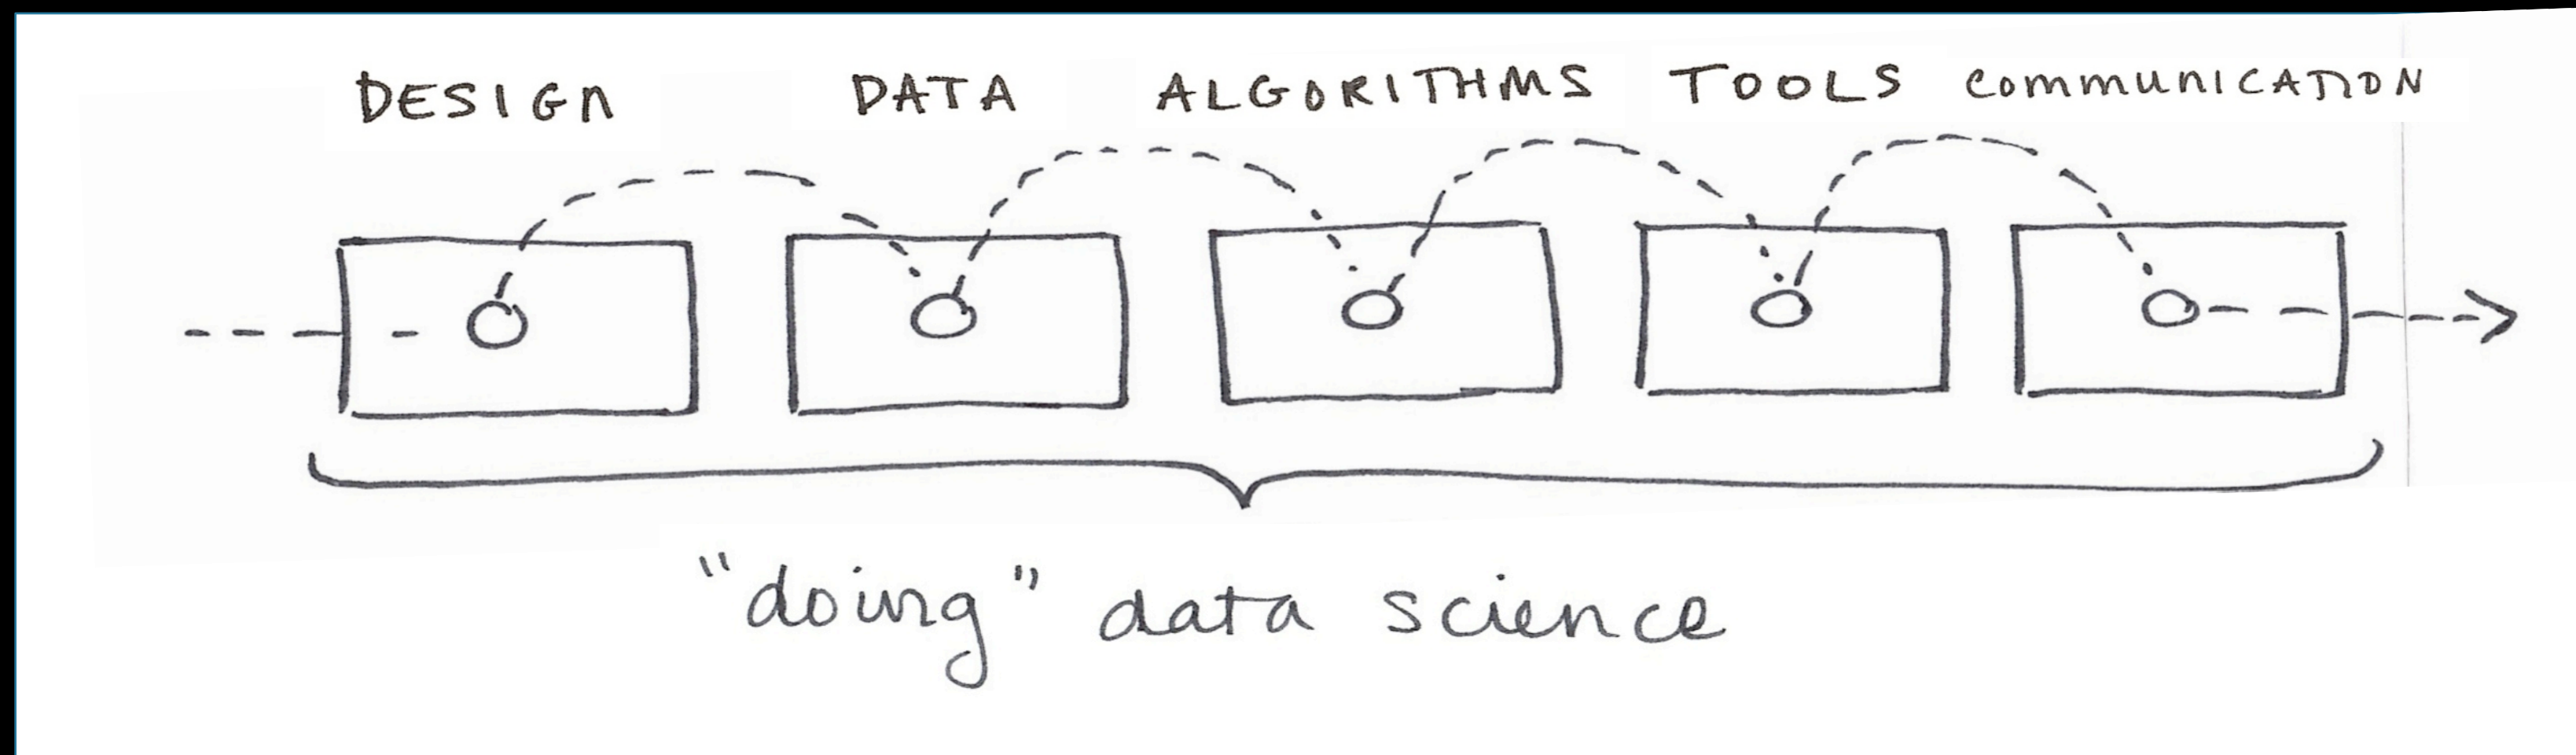 DESIGN DATA ALGORITHMS TOOLS COMMUNICATION
"doing" data science